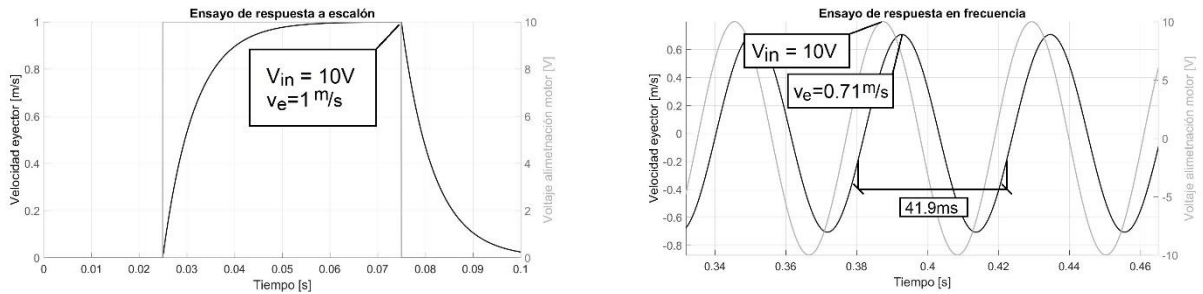 Ensayo de respuesta a escalón
Velocidad eyector [m/s]
1
0.8
0.6
0.4
0.2
0
V_in = 10V
v_e=1 m/s
10
8
6
4
2
0
Voltaje alimetnación motor [V]
0 0.01 0.02 0.03 0.04 0.05 0.06 0.07 0.08 0.09 0.1
Tiempo [s]
Ensayo de respuesta en frecuencia
Velocidad eyector [m/s]
0.6
0.4
0.2
0
-0.2
-0.4
-0.6
-0.8
V_in = 10V
v_e=0.71 m/s
41.9ms
10
5
0
-5
-10
Voltaje alimetnación motor [V]
0.34 0.36 0.38 0.4 0.42 0.44 0.46
Tiempo [s]